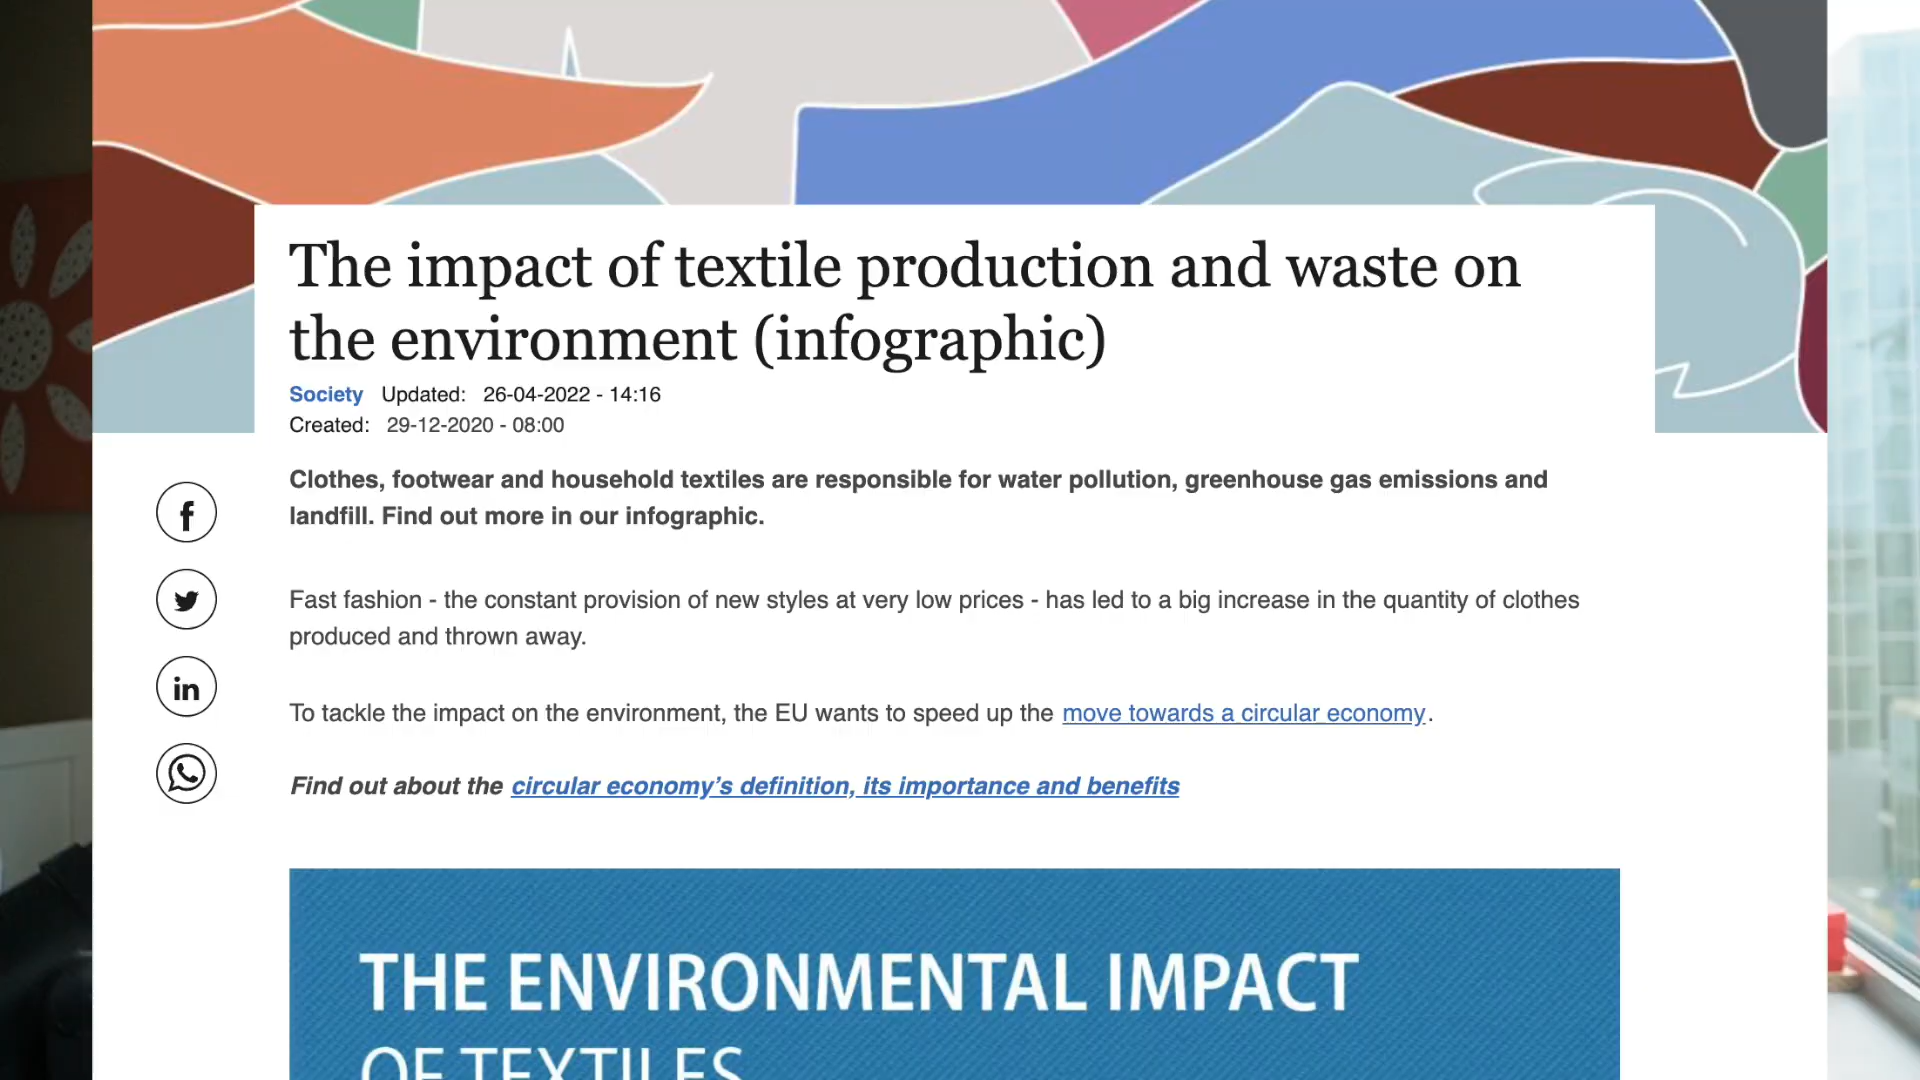 The impact of textile production and waste on
the environment (infographic)
Society Updated: 26-04-2022 - 14:16
Created: 29-12-2020 - 08:00
Clothes, footwear and household textiles are responsible for water pollution, greenhouse gas emissions and
landfill. Find out more in our infographic.
Fast fashion - the constant provision of new styles at very low prices - has led to a big increase in the quantity of clothes
produced and thrown away.
To tackle the impact on the environment, the EU wants to speed up the move towards a circular economy.
Find out about the circular economy’s definition, its importance and benefits
THE ENVIRONMENTAL IMPACT
OF TEXTILES